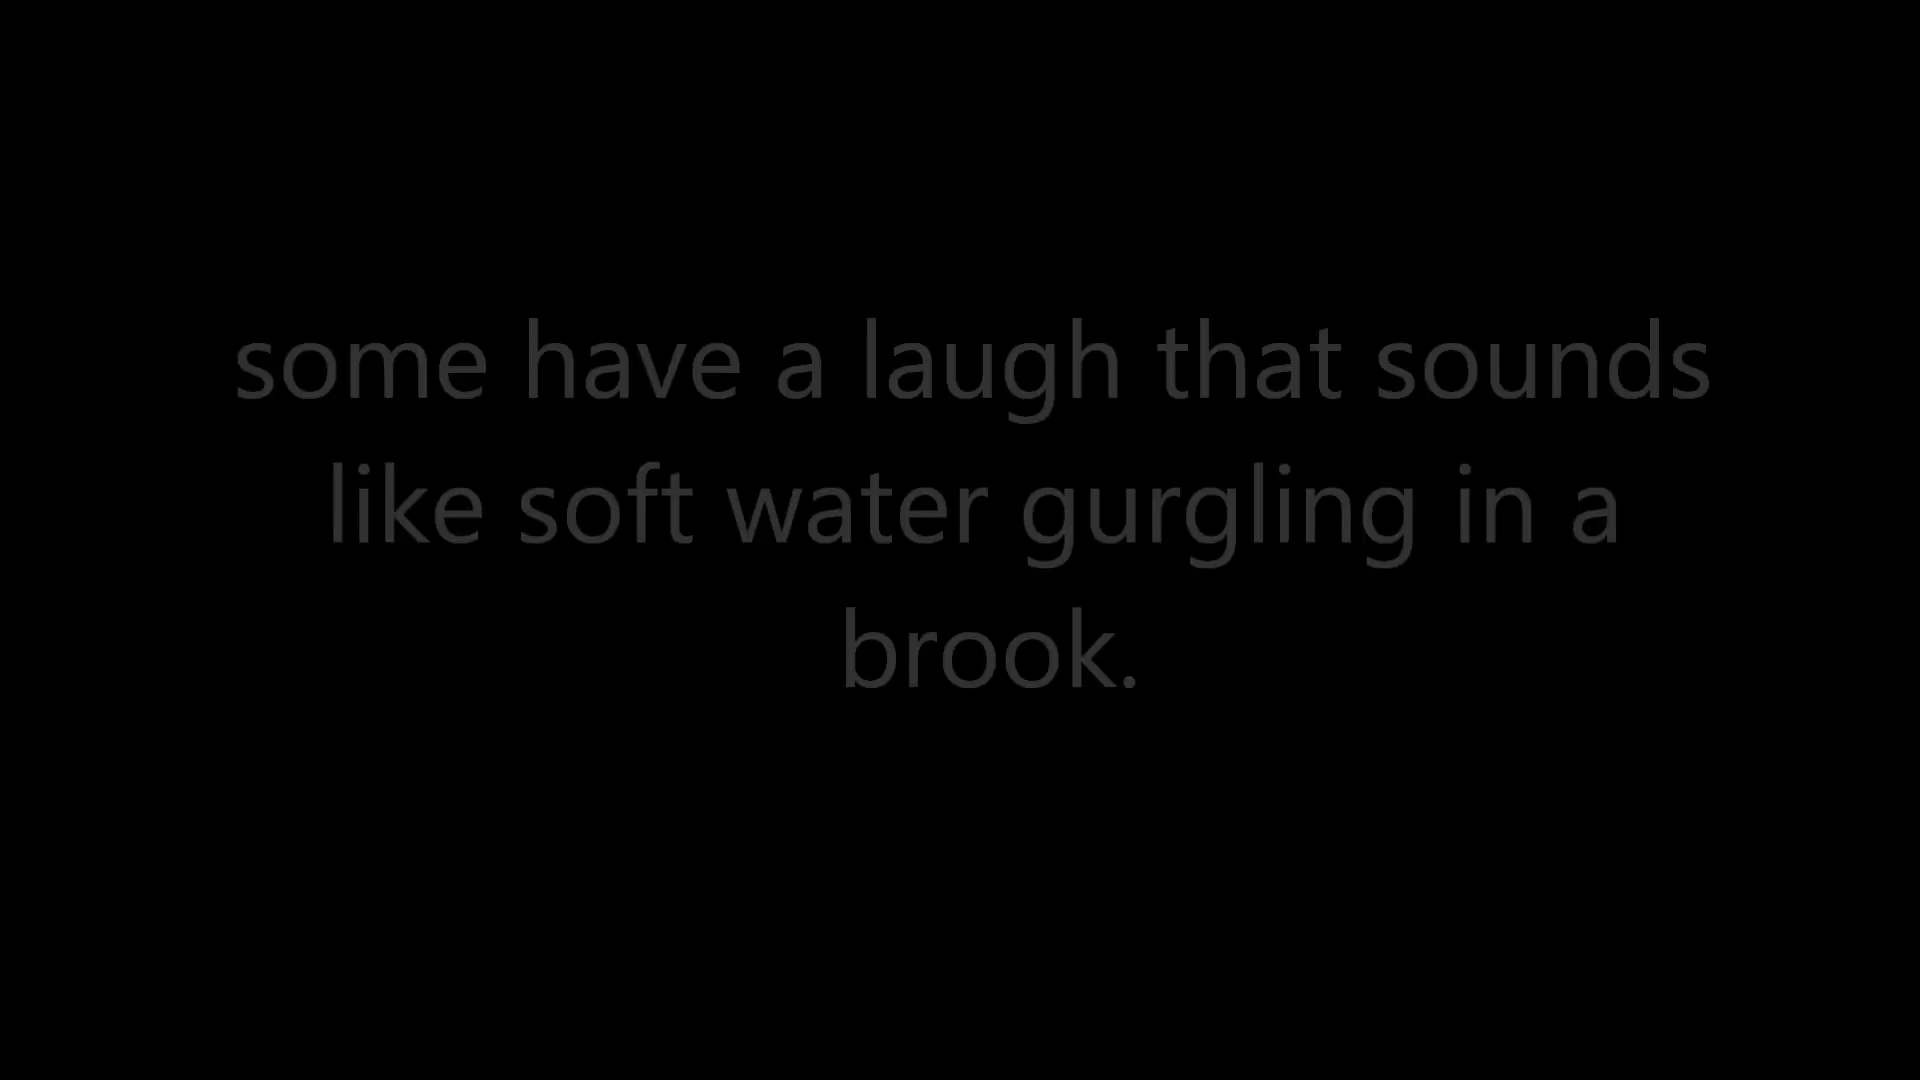 some have a laugh that sounds
like soft water gurgling in a
brook.